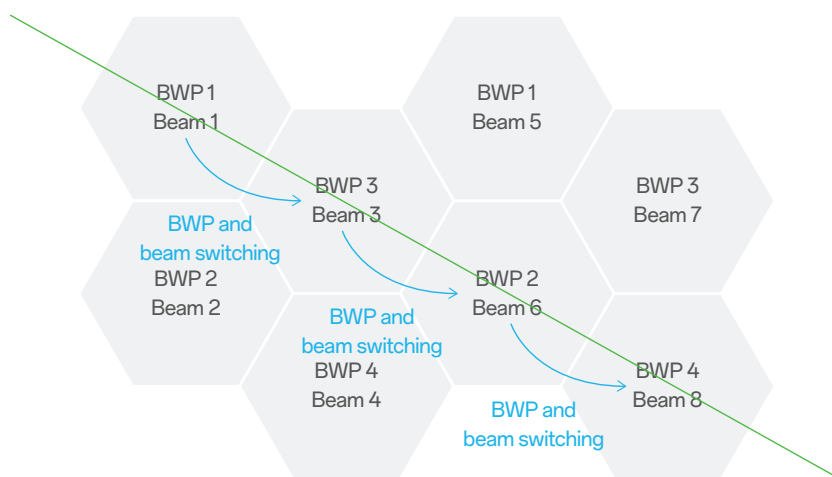 BWP 1
Beam 1
BWP 1
Beam 5
BWP 3
Beam 3
BWP 3
Beam 7
BWP and
beam switching
BWP 2
Beam 2
BWP 2
Beam 6
BWP and
beam switching
BWP 4
Beam 4
BWP 4
Beam 8
BWP and
beam switching